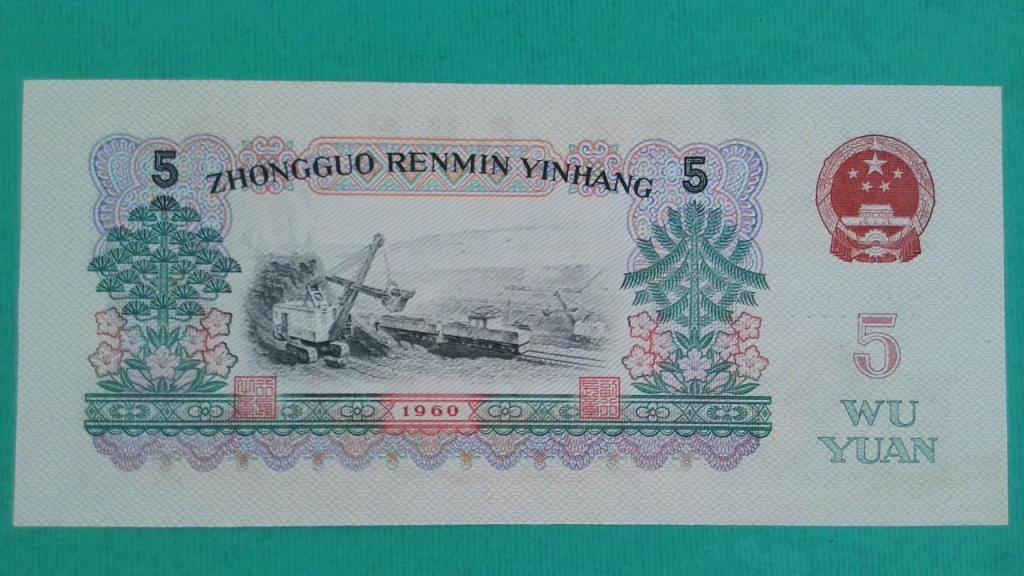 5 ZHONGGUO RENMIN YINHANG 5
5
1960
WU
YUAN